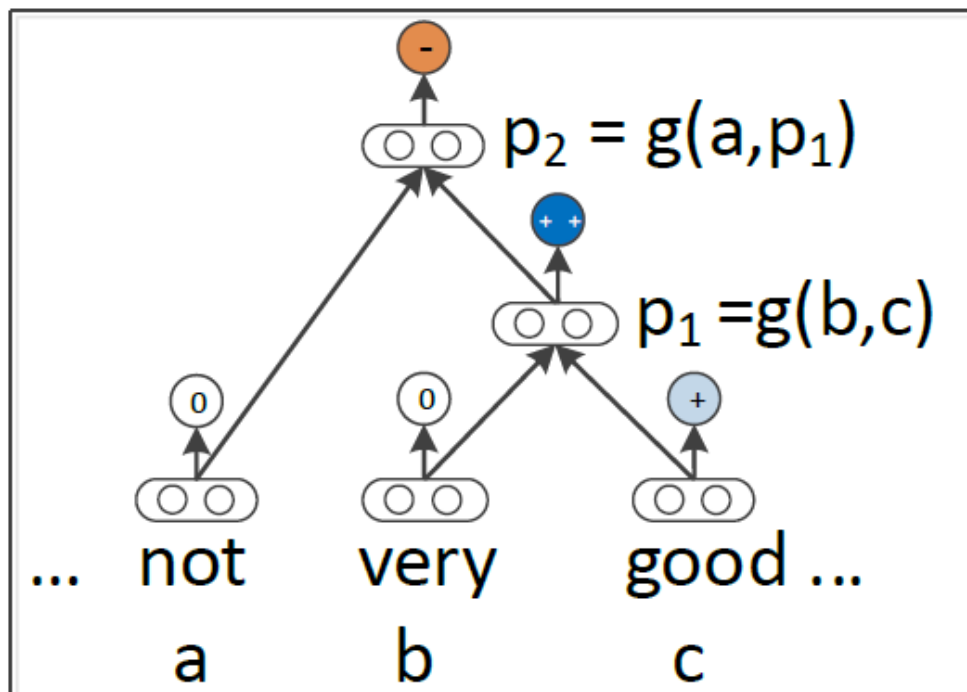 -
p₂ = g(a,p₁)
+ +
p₁ =g(b,c)
0 0 +
... not very good ...
a b c